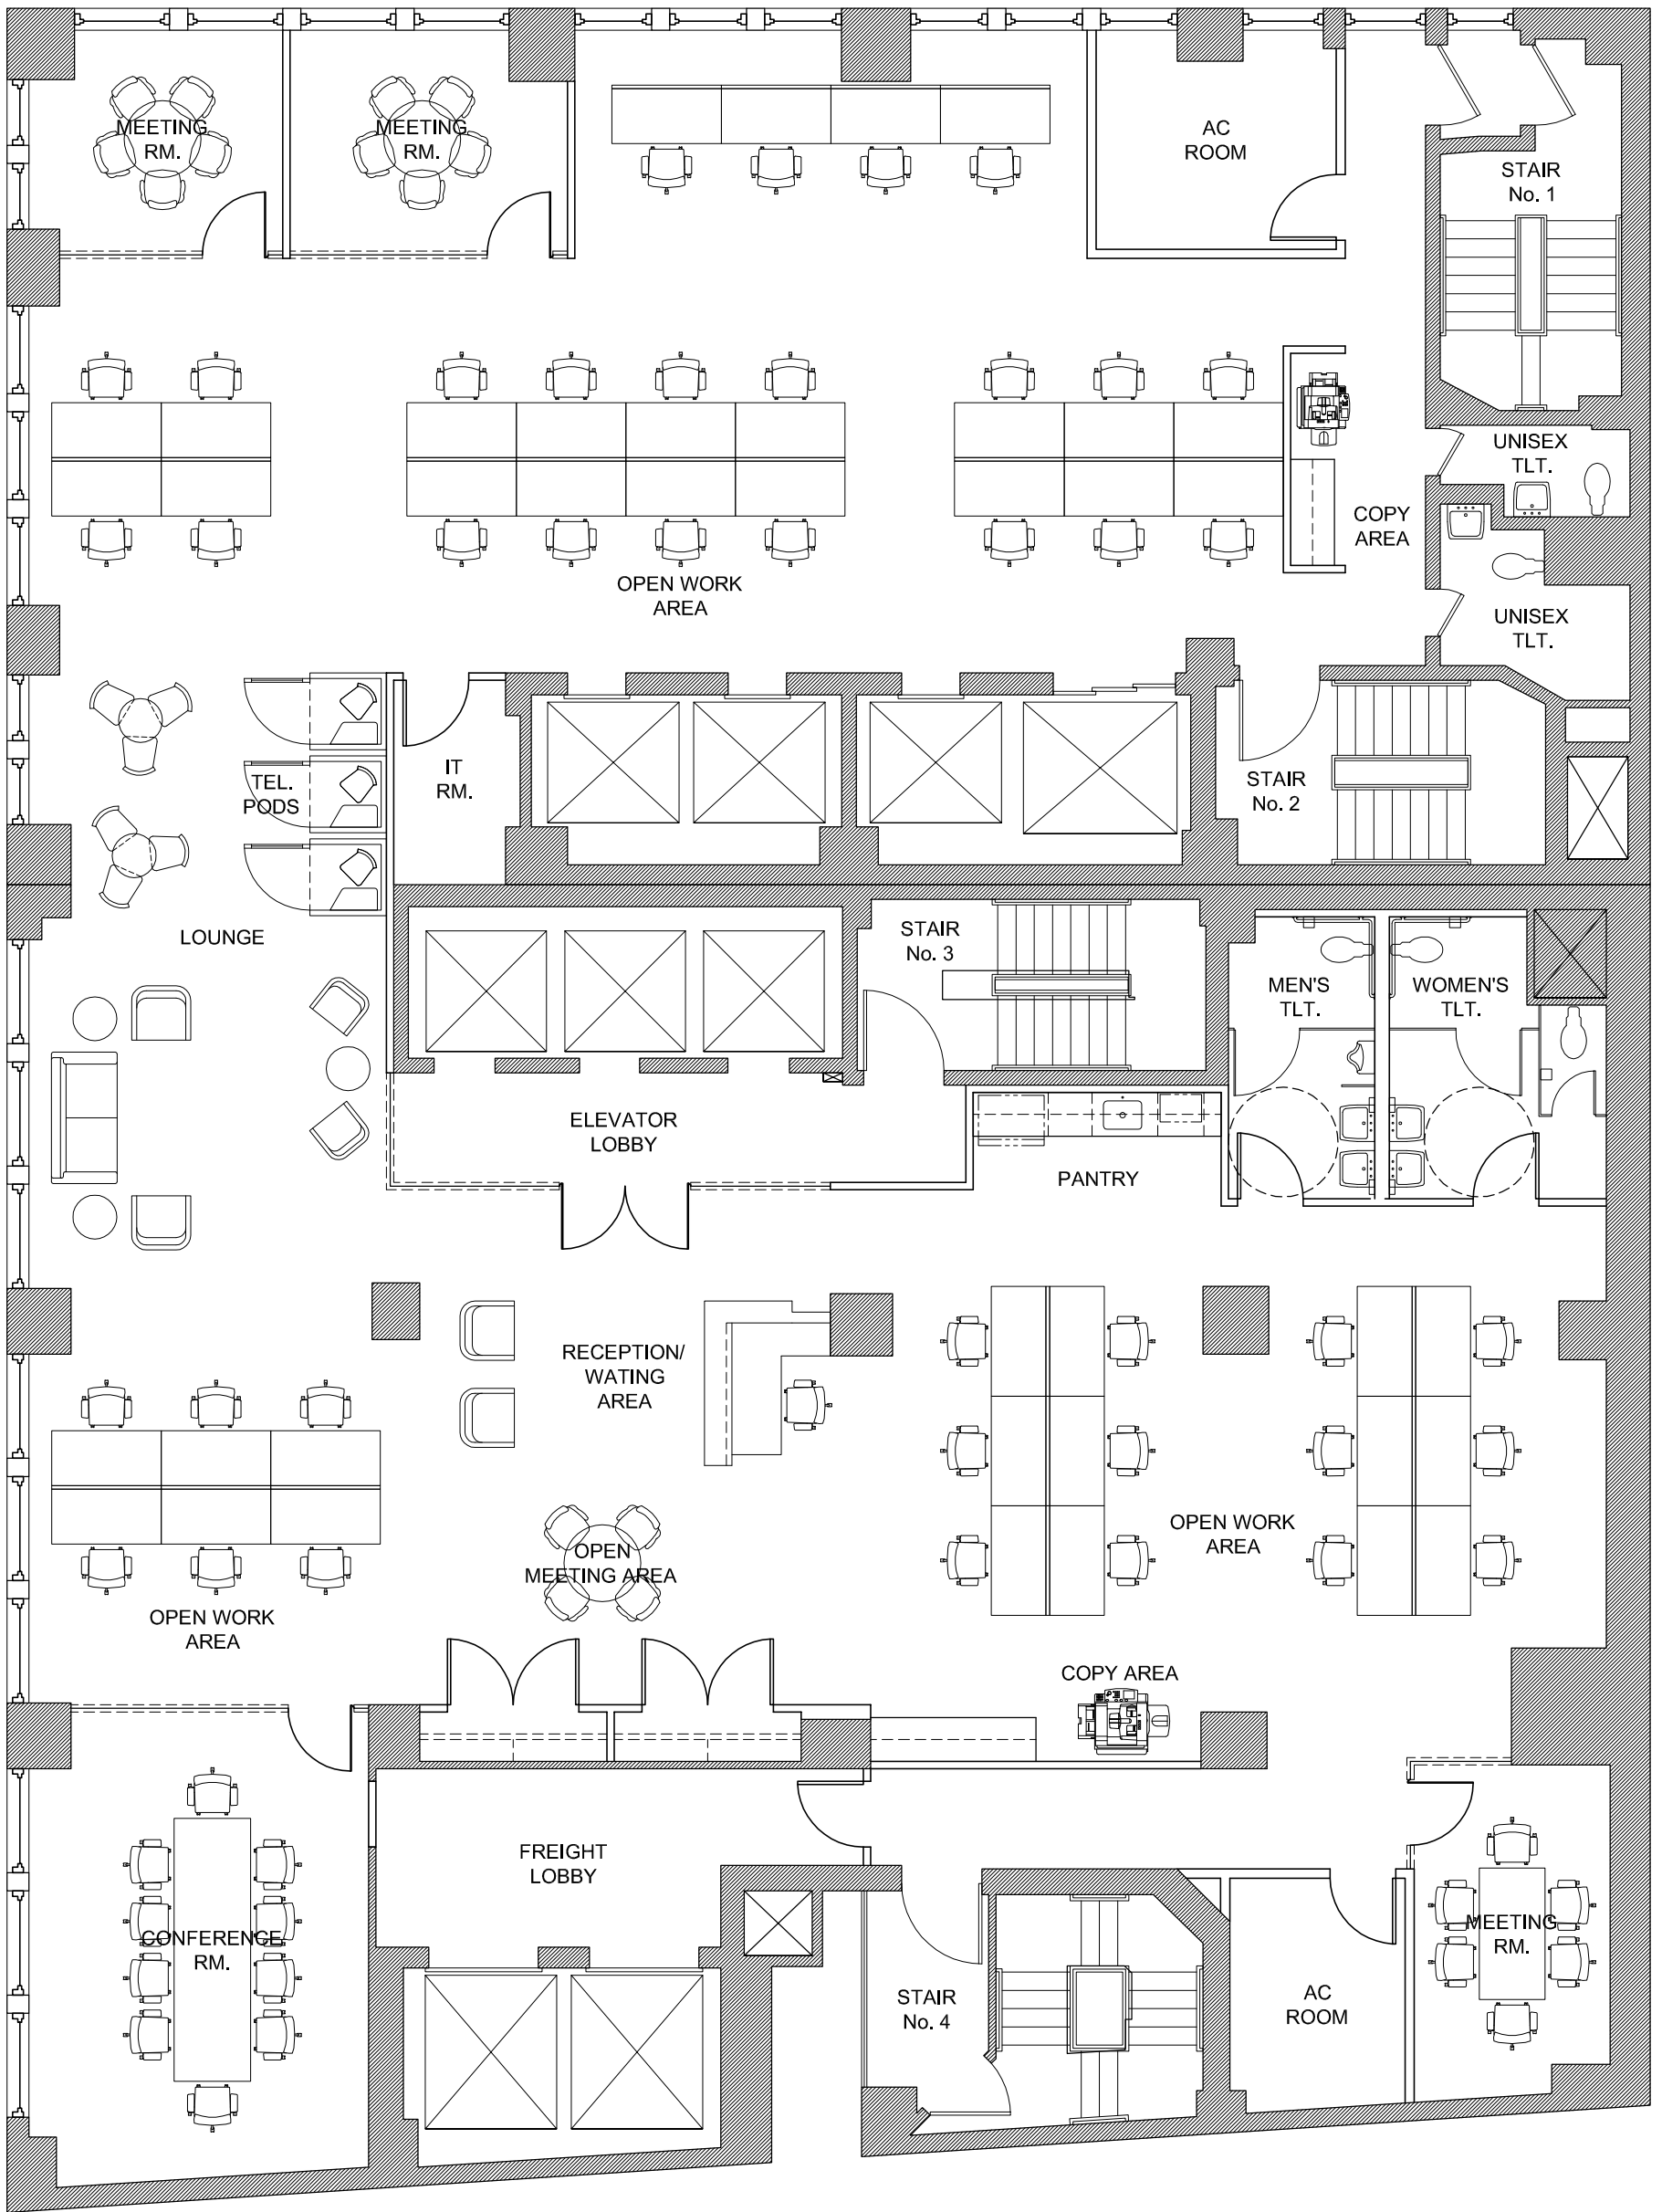 MEETING
RM.
MEETING
RM.
AC
ROOM
STAIR
No. 1
UNISEX
TLT.
COPY
AREA
OPEN WORK
AREA
UNISEX
TLT.
IT
RM.
TEL.
PODS
STAIR
No. 2
LOUNGE
STAIR
No. 3
MEN'S
TLT.
WOMEN'S
TLT.
ELEVATOR
LOBBY
PANTRY
RECEPTION/
WATING
AREA
OPEN WORK
AREA
OPEN
MEETING AREA
OPEN WORK
AREA
COPY AREA
FREIGHT
LOBBY
CONFERENCE
RM.
MEETING
RM.
STAIR
No. 4
AC
ROOM